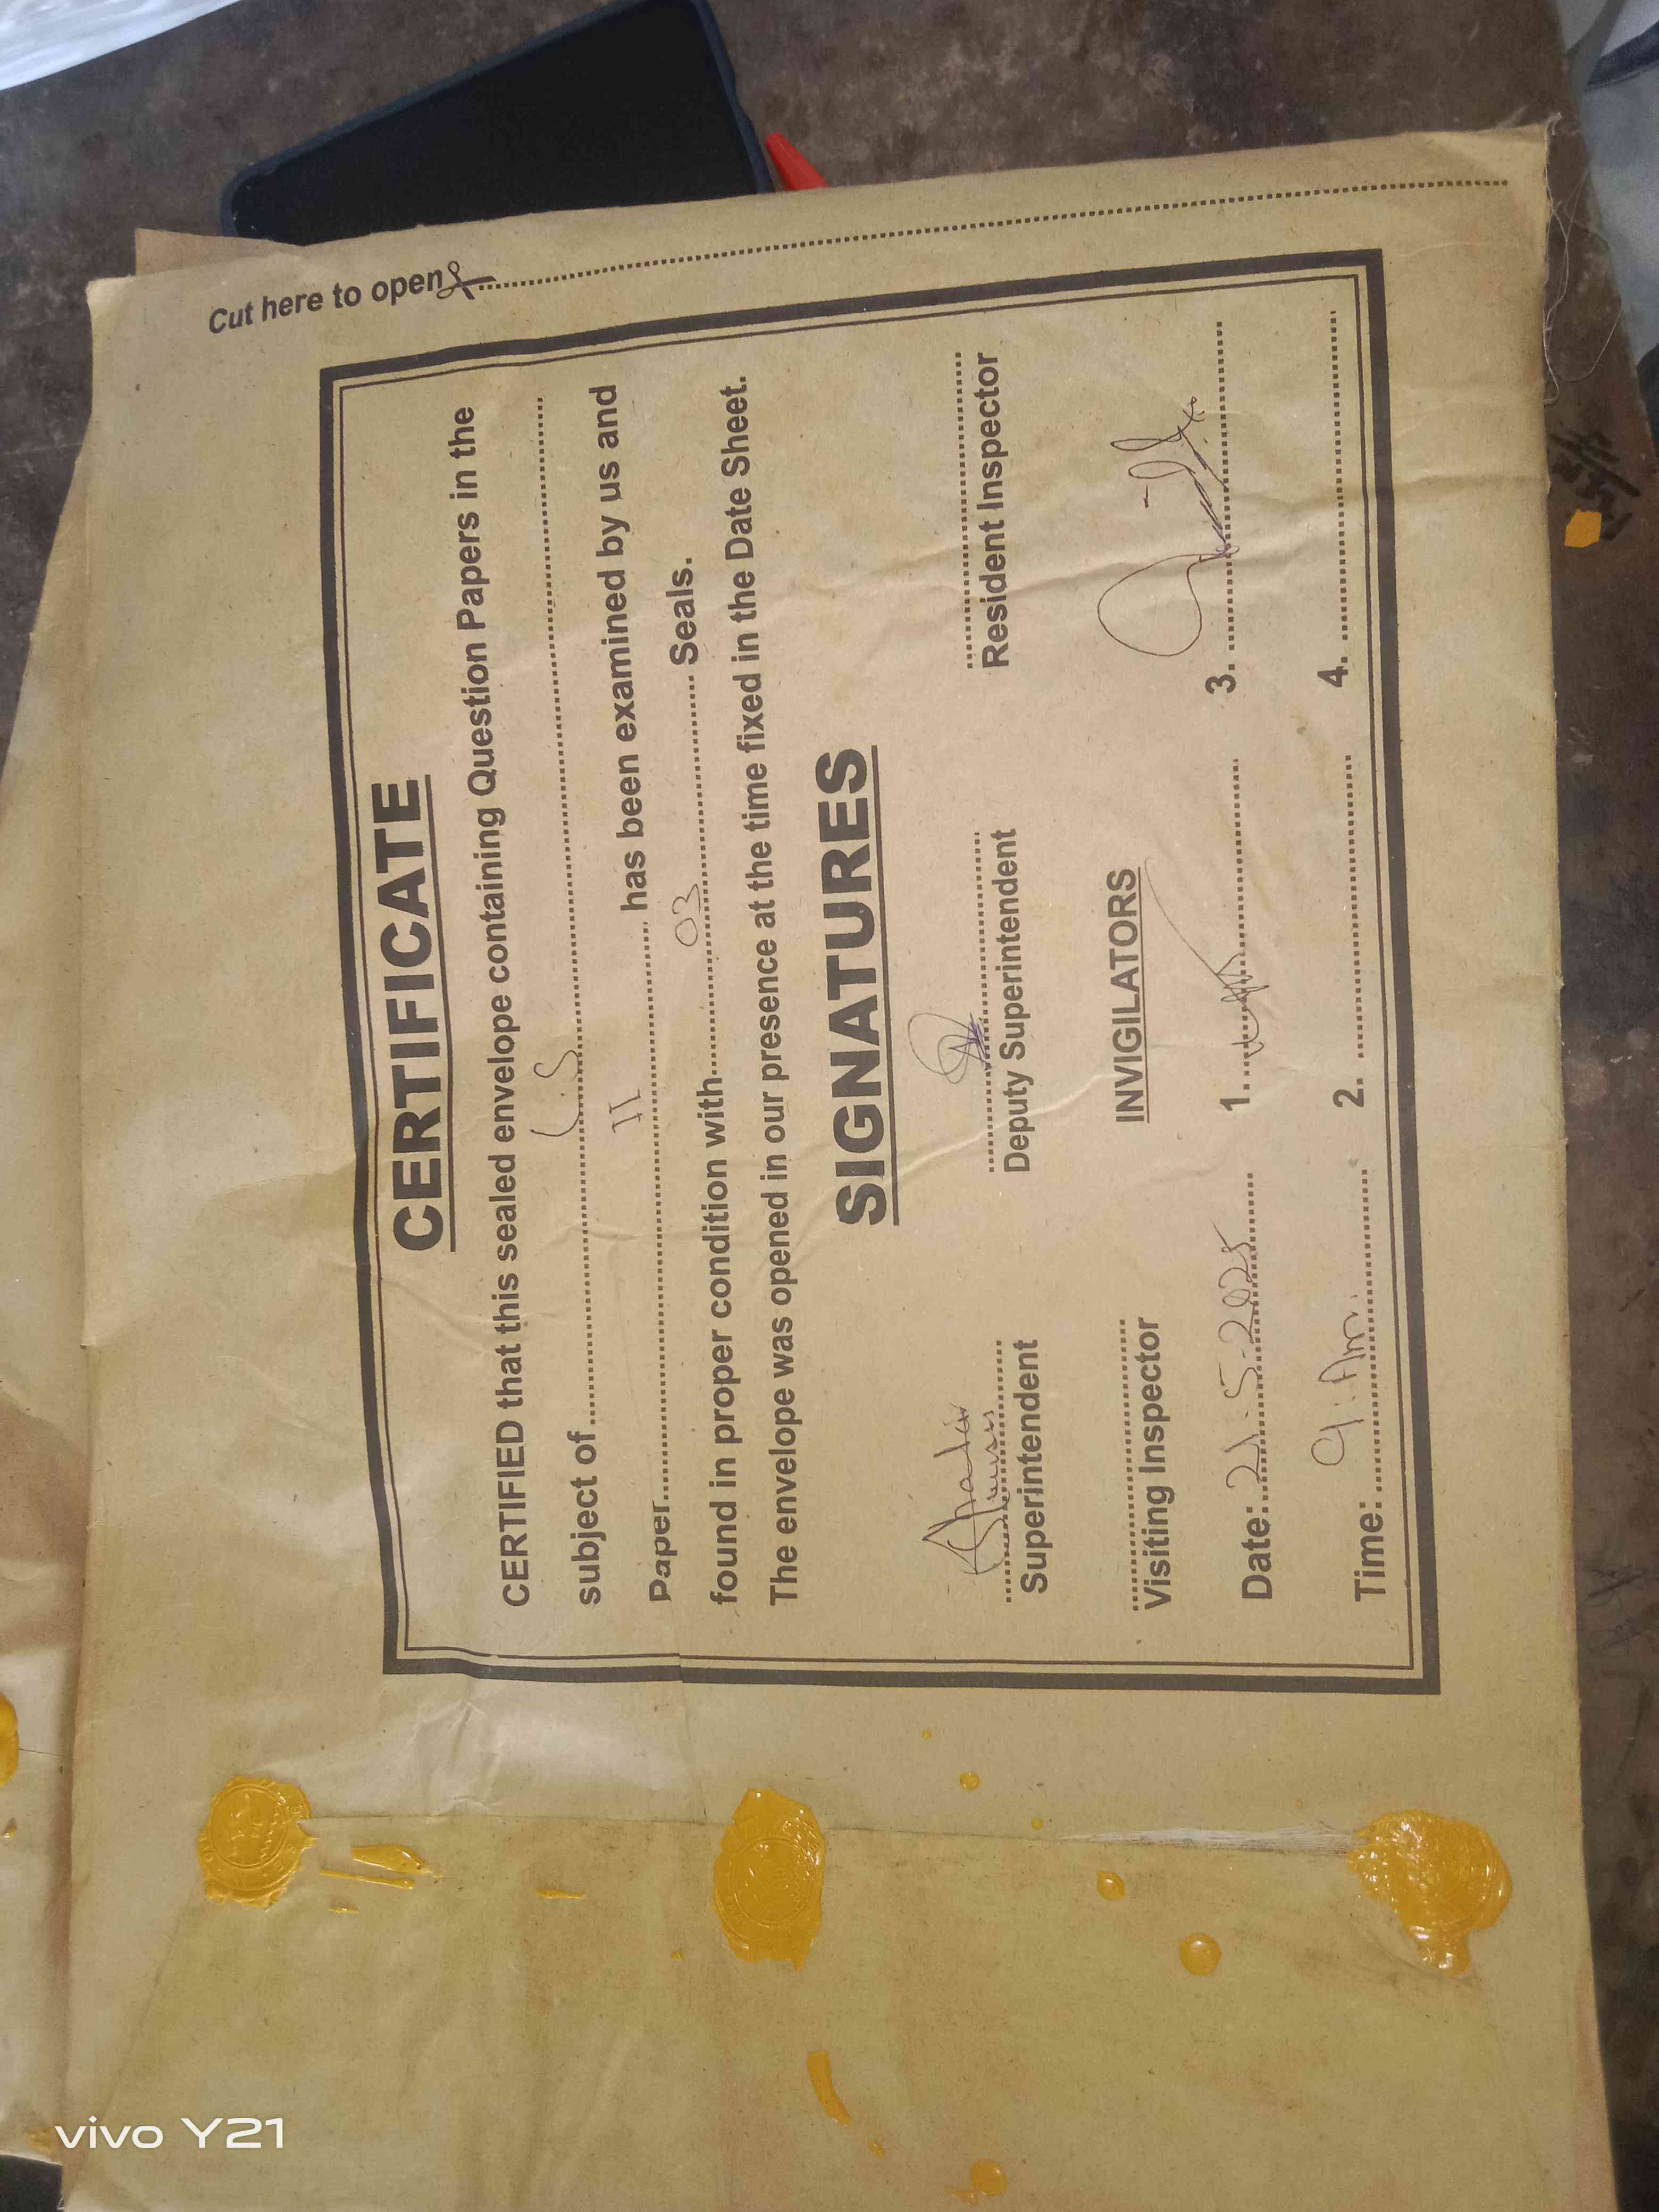 Cut here to open
CERTIFICATE
CERTIFIED that this sealed envelope containing Question Papers in the
subject of C.S
Paper II has been examined by us and
found in proper condition with 03 Seals.
The envelope was opened in our presence at the time fixed in the Date Sheet.
SIGNATURES
Superintendent Deputy Superintendent Resident Inspector
Visiting Inspector INVIGILATORS
Date: 21.5.2025 1. 3.
Time: 9:Am. 2. 4.
vivo Y21